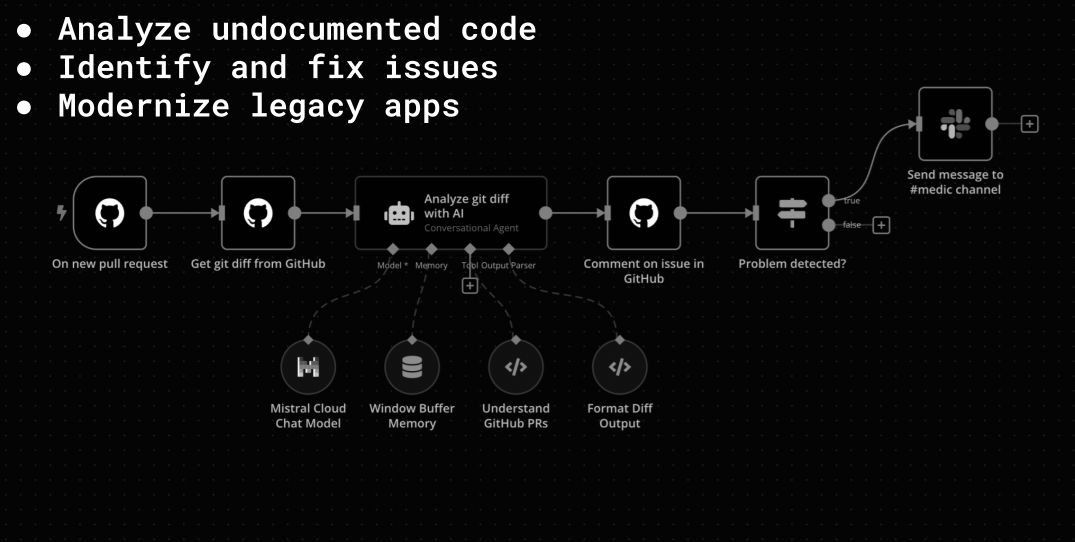 ● Analyze undocumented code
● Identify and fix issues
● Modernize legacy apps
Send message to
#medic channel
Analyze git diff
with AI
Conversational Agent
true
false
On new pull request
Get git diff from GitHub
Model * Memory Tool Output Parser
Comment on issue in
GitHub
Problem detected?
Mistral Cloud
Chat Model
Window Buffer
Memory
Understand
GitHub PRs
Format Diff
Output